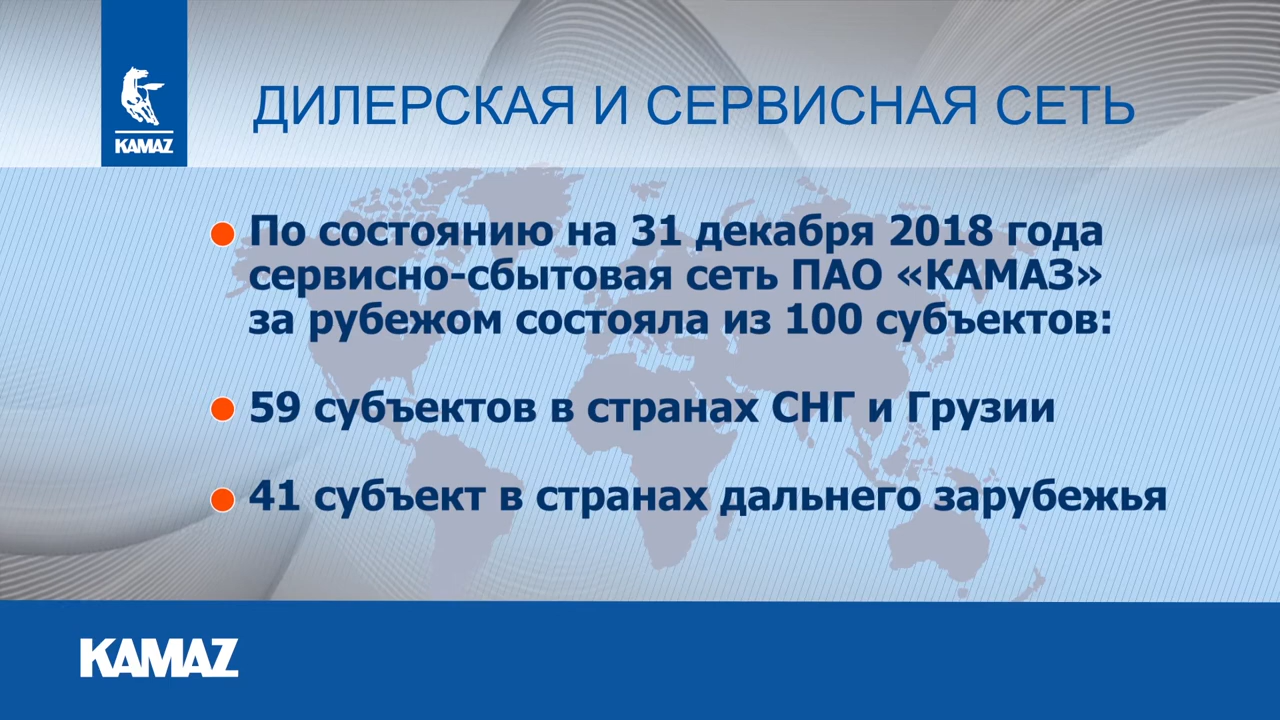 KAMAZ
ДИЛЕРСКАЯ И СЕРВИСНАЯ СЕТЬ
По состоянию на 31 декабря 2018 года
сервисно-сбытовая сеть ПАО «КАМАЗ»
за рубежом состояла из 100 субъектов:
59 субъектов в странах СНГ и Грузии
41 субъект в странах дальнего зарубежья
KAMAZ